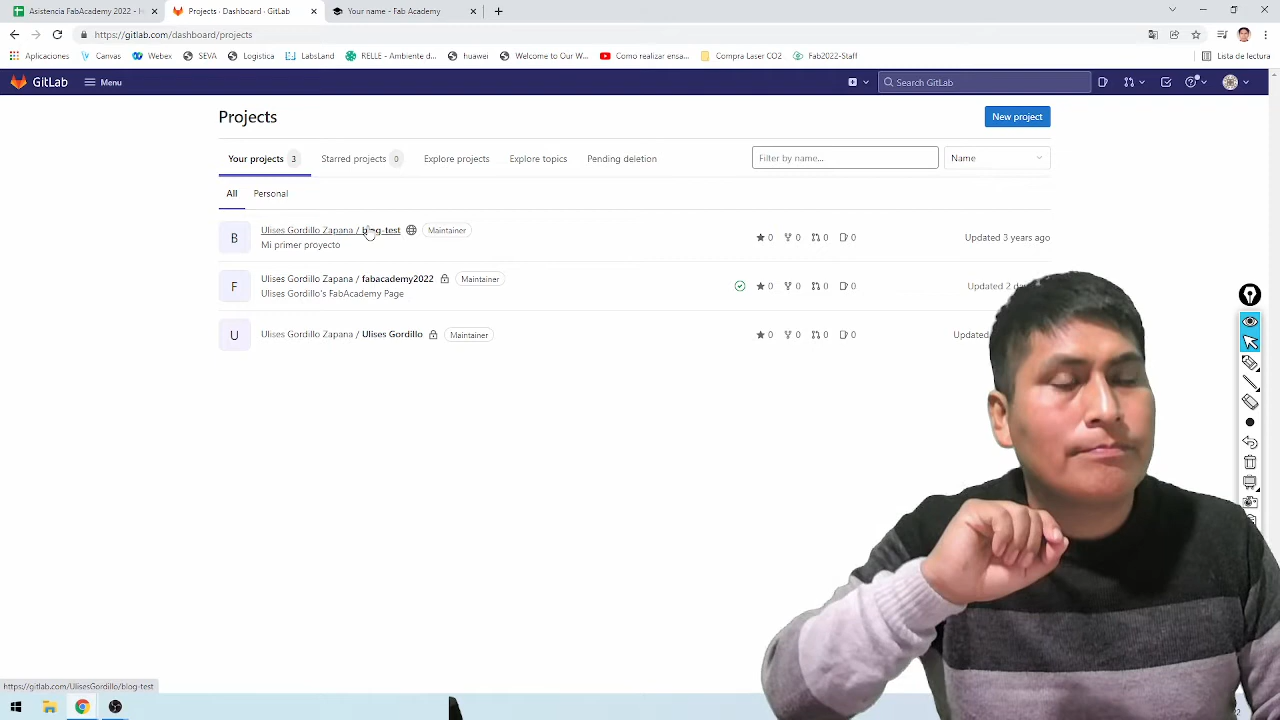 Asistencia FabAcademy 2022 - H
Projects · Dashboard · GitLab
Your name - Fab Academy
https://gitlab.com/dashboard/projects
Aplicaciones
Canvas
Webex
SEVA
Logistica
LabsLand
RELLE - Ambiente d...
huawei
Welcome to Our W...
Como realizar ensa...
Compra Laser CO2
Fab2022-Staff
Lista de lectura
GitLab
Menu
Search GitLab
Projects
New project
Your projects 3
Starred projects 0
Explore projects
Explore topics
Pending deletion
Filter by name...
Name
All
Personal
B
Ulises Gordillo Zapana / blog-test
Maintainer
Mi primer proyecto
0 0 0 0
Updated 3 years ago
F
Ulises Gordillo Zapana / fabacademy2022
Maintainer
Ulises Gordillo's FabAcademy Page
0 0 0 0
Updated 2
U
Ulises Gordillo Zapana / Ulises Gordillo
Maintainer
0 0 0 0
Updated
https://gitlab.com/UlisesGordillo/blog-test